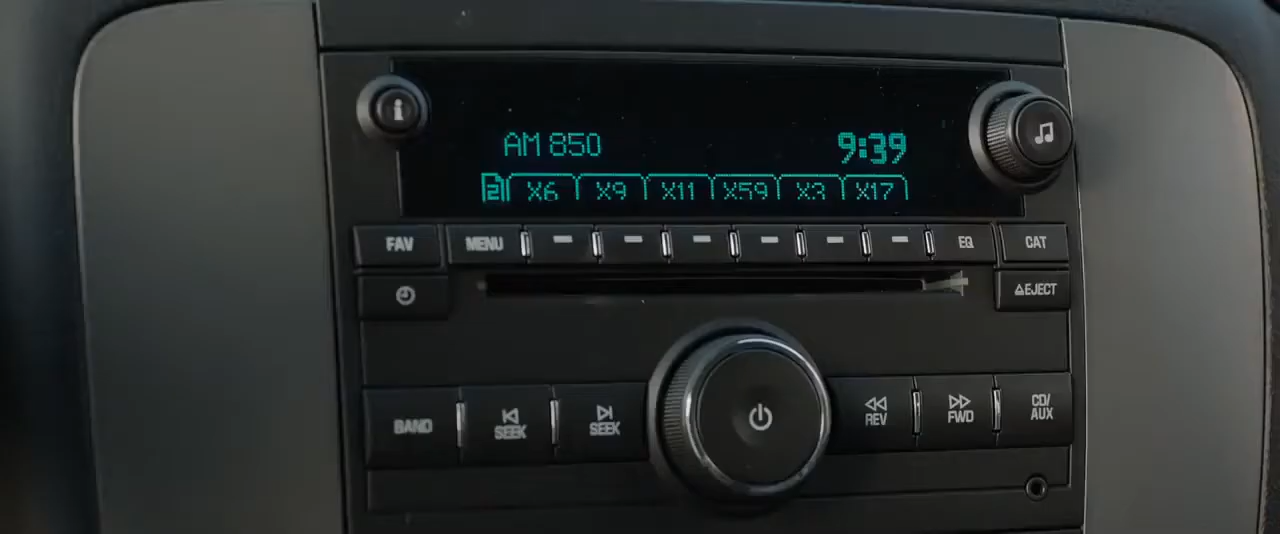 AM 850 9:39
2 X6 X9 X11 X59 X3 X17
FAV MENU EQ CAT
EJECT
BAND SEEK SEEK REV FWD CD/
AUX